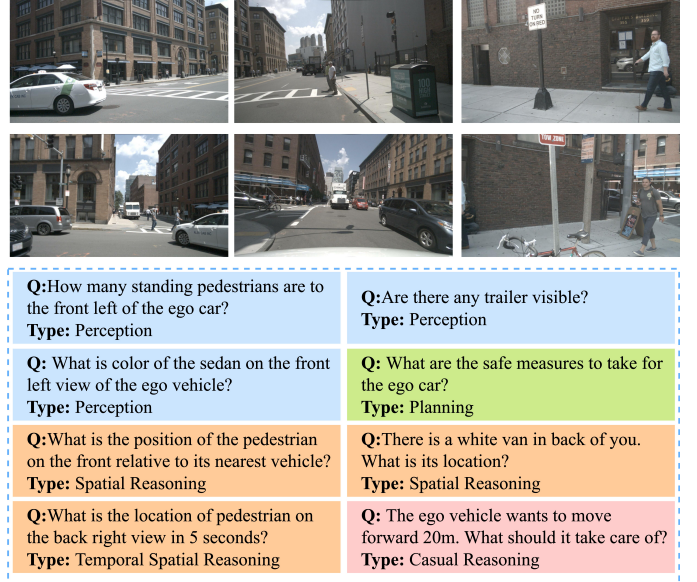 NO
TURN
ON RED
TOW ZONE
Q:How many standing pedestrians are to
the front left of the ego car?
Type: Perception
Q:Are there any trailer visible?
Type: Perception
Q: What is color of the sedan on the front
left view of the ego vehicle?
Type: Perception
Q: What are the safe measures to take for
the ego car?
Type: Planning
Q:What is the position of the pedestrian
on the front relative to its nearest vehicle?
Type: Spatial Reasoning
Q:There is a white van in back of you.
What is its location?
Type: Spatial Reasoning
Q:What is the location of pedestrian on
the back right view in 5 seconds?
Type: Temporal Spatial Reasoning
Q: The ego vehicle wants to move
forward 20m. What should it take care of?
Type: Casual Reasoning